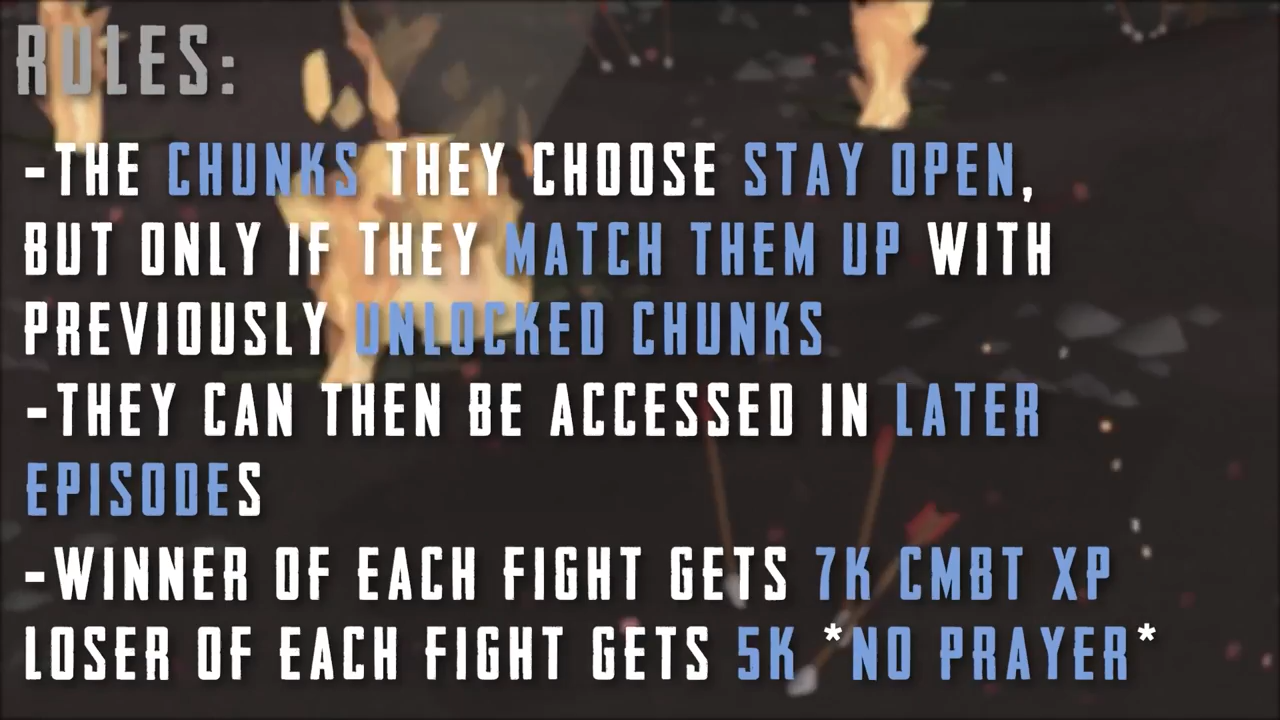 RULES:
-THE CHUNKS THEY CHOOSE STAY OPEN,
BUT ONLY IF THEY MATCH THEM UP WITH
PREVIOUSLY UNLOCKED CHUNKS
-THEY CAN THEN BE ACCESSED IN LATER
EPISODES
-WINNER OF EACH FIGHT GETS 7K CMBT XP
LOSER OF EACH FIGHT GETS 5K *NO PRAYER*